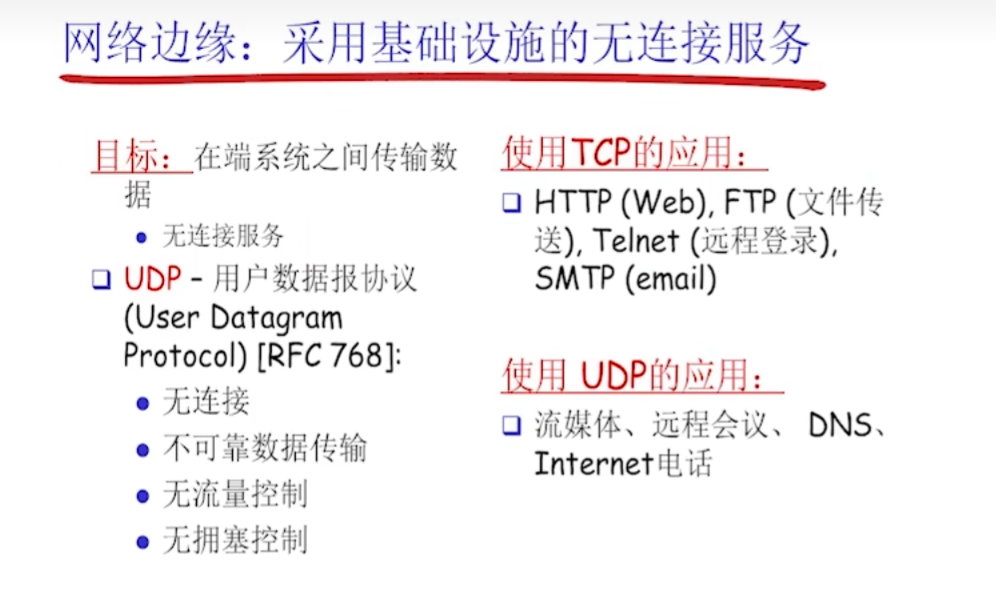 网络边缘：采用基础设施的无连接服务
目标：在端系统之间传输数
据
• 无连接服务
❑ UDP – 用户数据报协议
(User Datagram
Protocol) [RFC 768]:
• 无连接
• 不可靠数据传输
• 无流量控制
• 无拥塞控制
使用TCP的应用：
❑ HTTP (Web), FTP (文件传
送), Telnet (远程登录),
SMTP (email)
使用 UDP的应用：
❑ 流媒体、远程会议、 DNS、
Internet电话